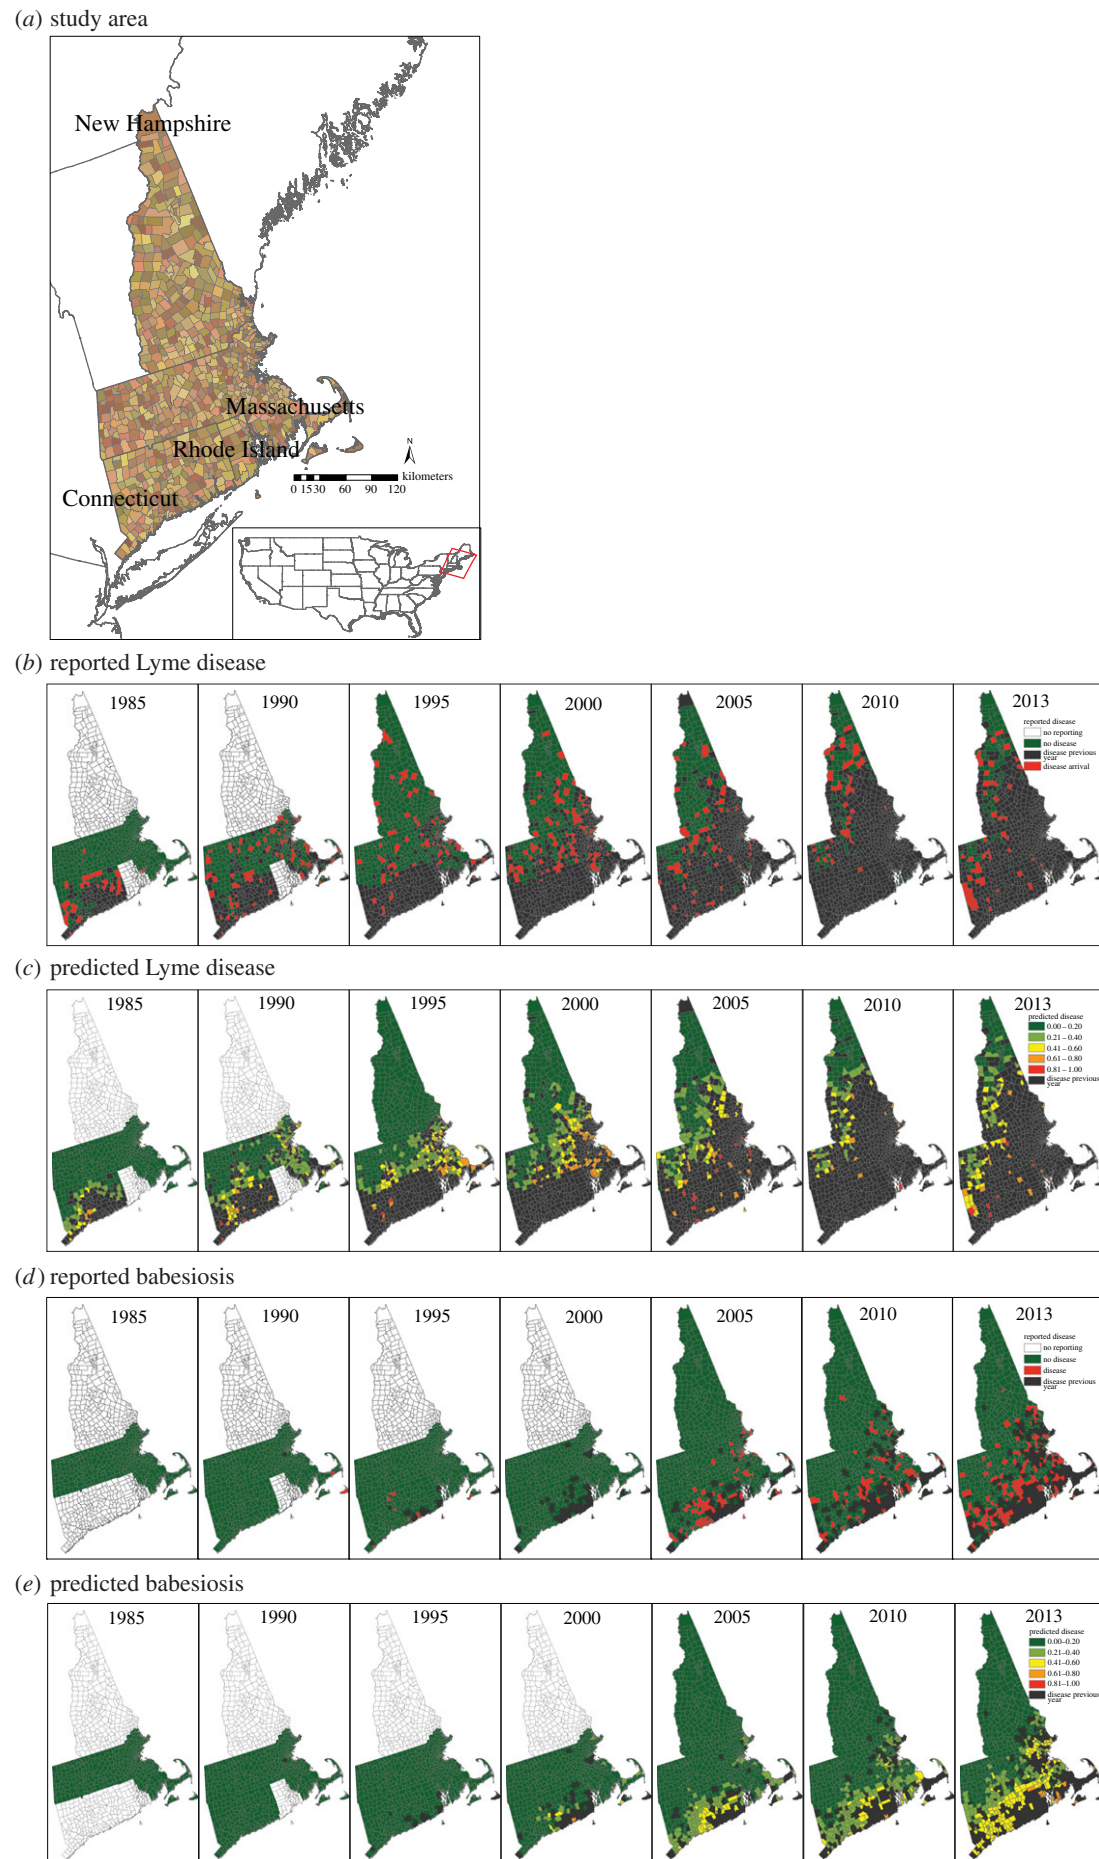 (a) study area
New Hampshire
Massachusetts
Rhode Island
N
kilometers
0 15 30 60 90 120
Connecticut
(b) reported Lyme disease
1985 1990 1995 2000 2005 2010 2013
reported disease
no reporting
no disease
disease previous
year
disease arrival
(c) predicted Lyme disease
1985 1990 1995 2000 2005 2010 2013
predicted disease
0.00 – 0.20
0.21 – 0.40
0.41 – 0.60
0.61 – 0.80
0.81 – 1.00
disease previous
year
(d) reported babesiosis
1985 1990 1995 2000 2005 2010 2013
reported disease
no reporting
no disease
disease
disease previous
year
(e) predicted babesiosis
1985 1990 1995 2000 2005 2010 2013
predicted disease
0.00–0.20
0.21–0.40
0.41–0.60
0.61–0.80
0.81–1.00
disease previous
year